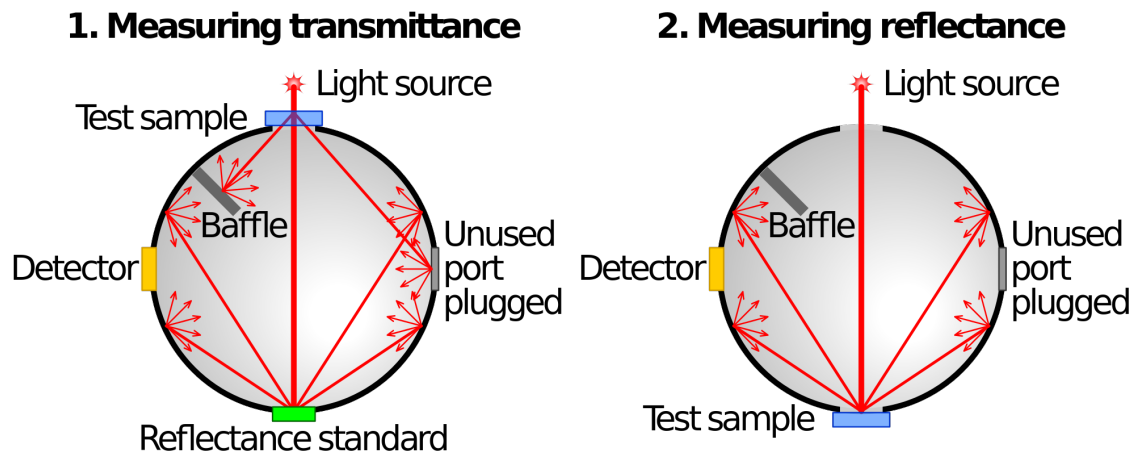 1. Measuring transmittance
Light source
Test sample
Baffle
Detector
Unused
port
plugged
Reflectance standard
2. Measuring reflectance
Light source
Baffle
Detector
Unused
port
plugged
Test sample